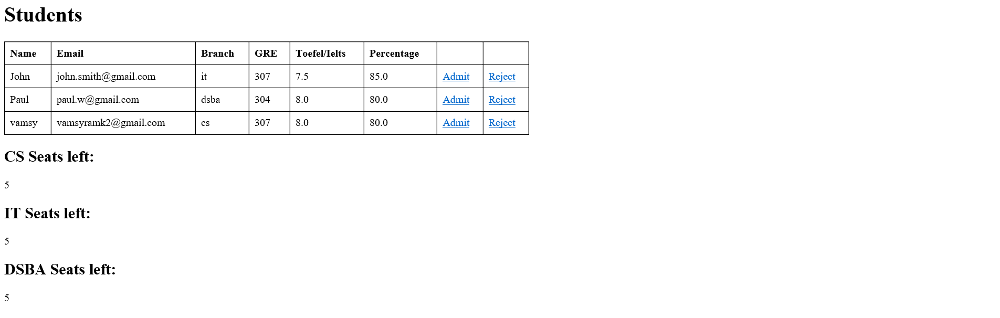 Students
Name Email Branch GRE Toefel/Ielts Percentage
John john.smith@gmail.com it 307 7.5 85.0 Admit Reject
Paul paul.w@gmail.com dsba 304 8.0 80.0 Admit Reject
vamsy vamsyramk2@gmail.com cs 307 8.0 80.0 Admit Reject
CS Seats left:
5
IT Seats left:
5
DSBA Seats left:
5